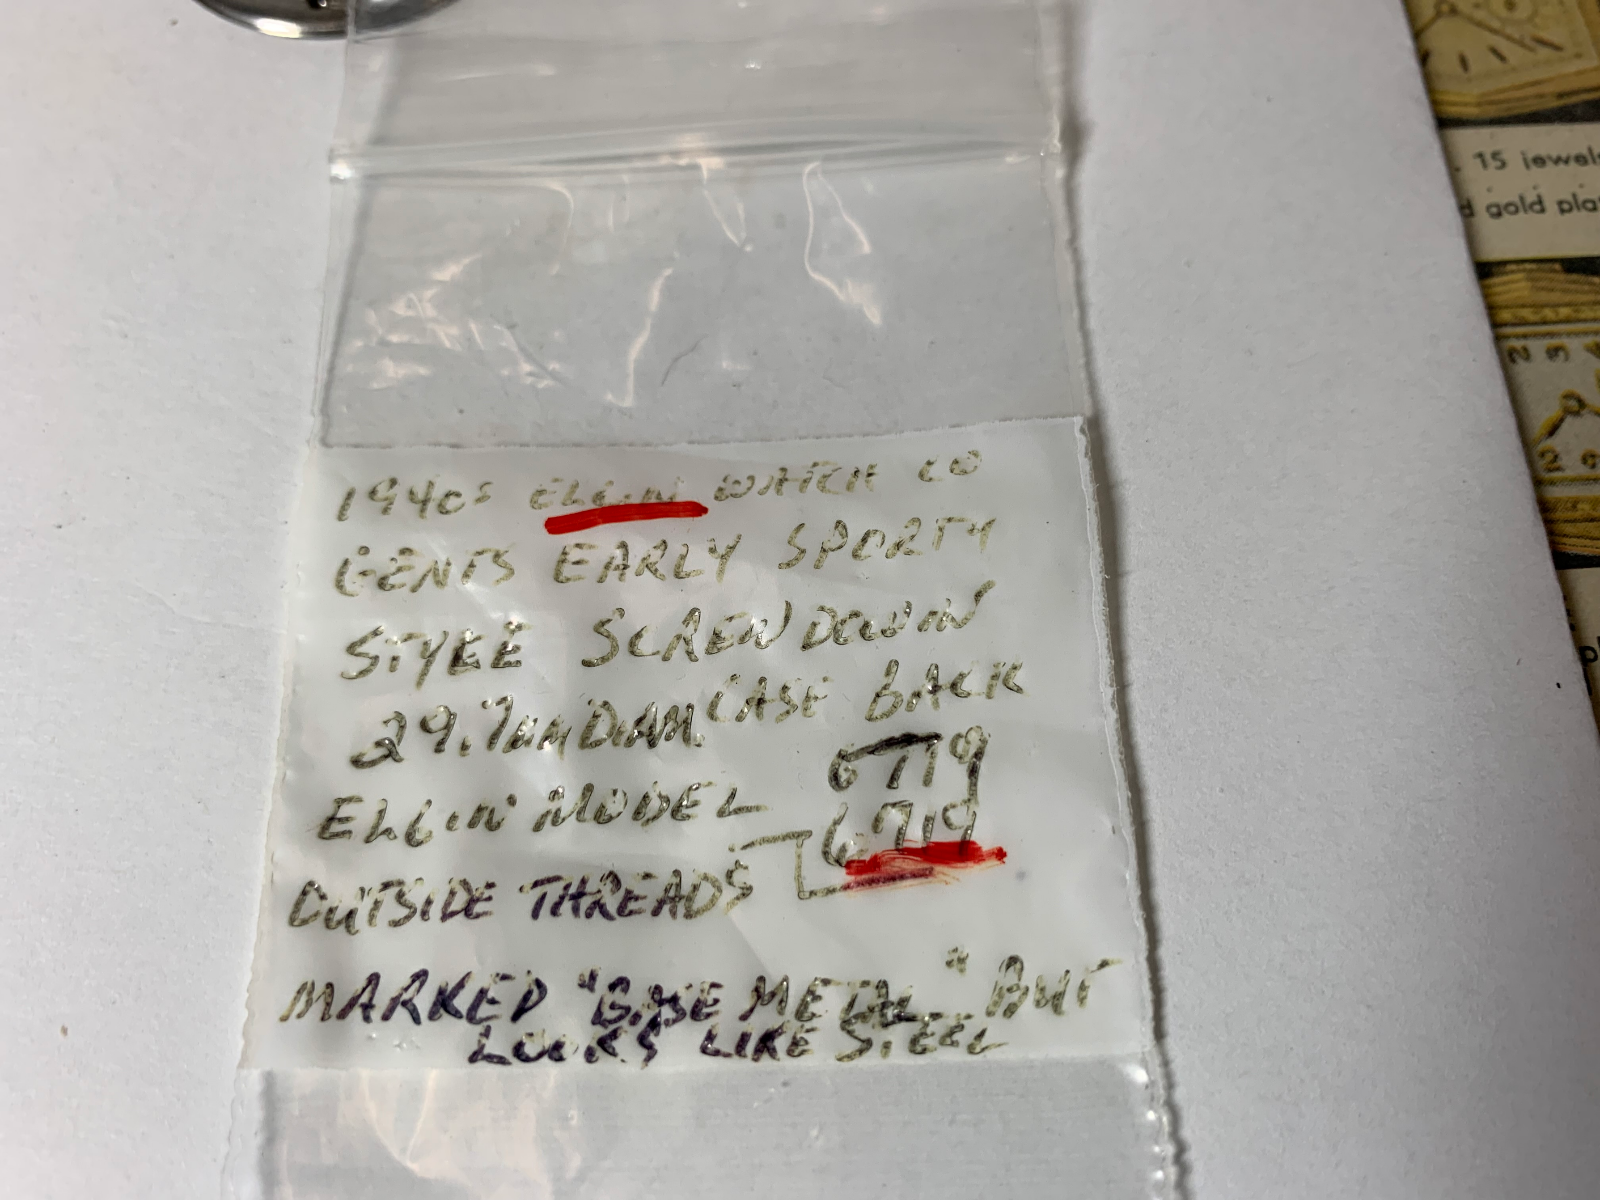 1940s ELGIN WATCH CO
GENTS EARLY SPORTY
STYLE SCREW DOWN
29.7mm DIAM. CASE BACK
6719
ELGIN MODEL 6719
OUTSIDE THREADS
MARKED "BASE METAL" BUT
LOOKS LIKE STEEL
. 15 jewels
d gold pla